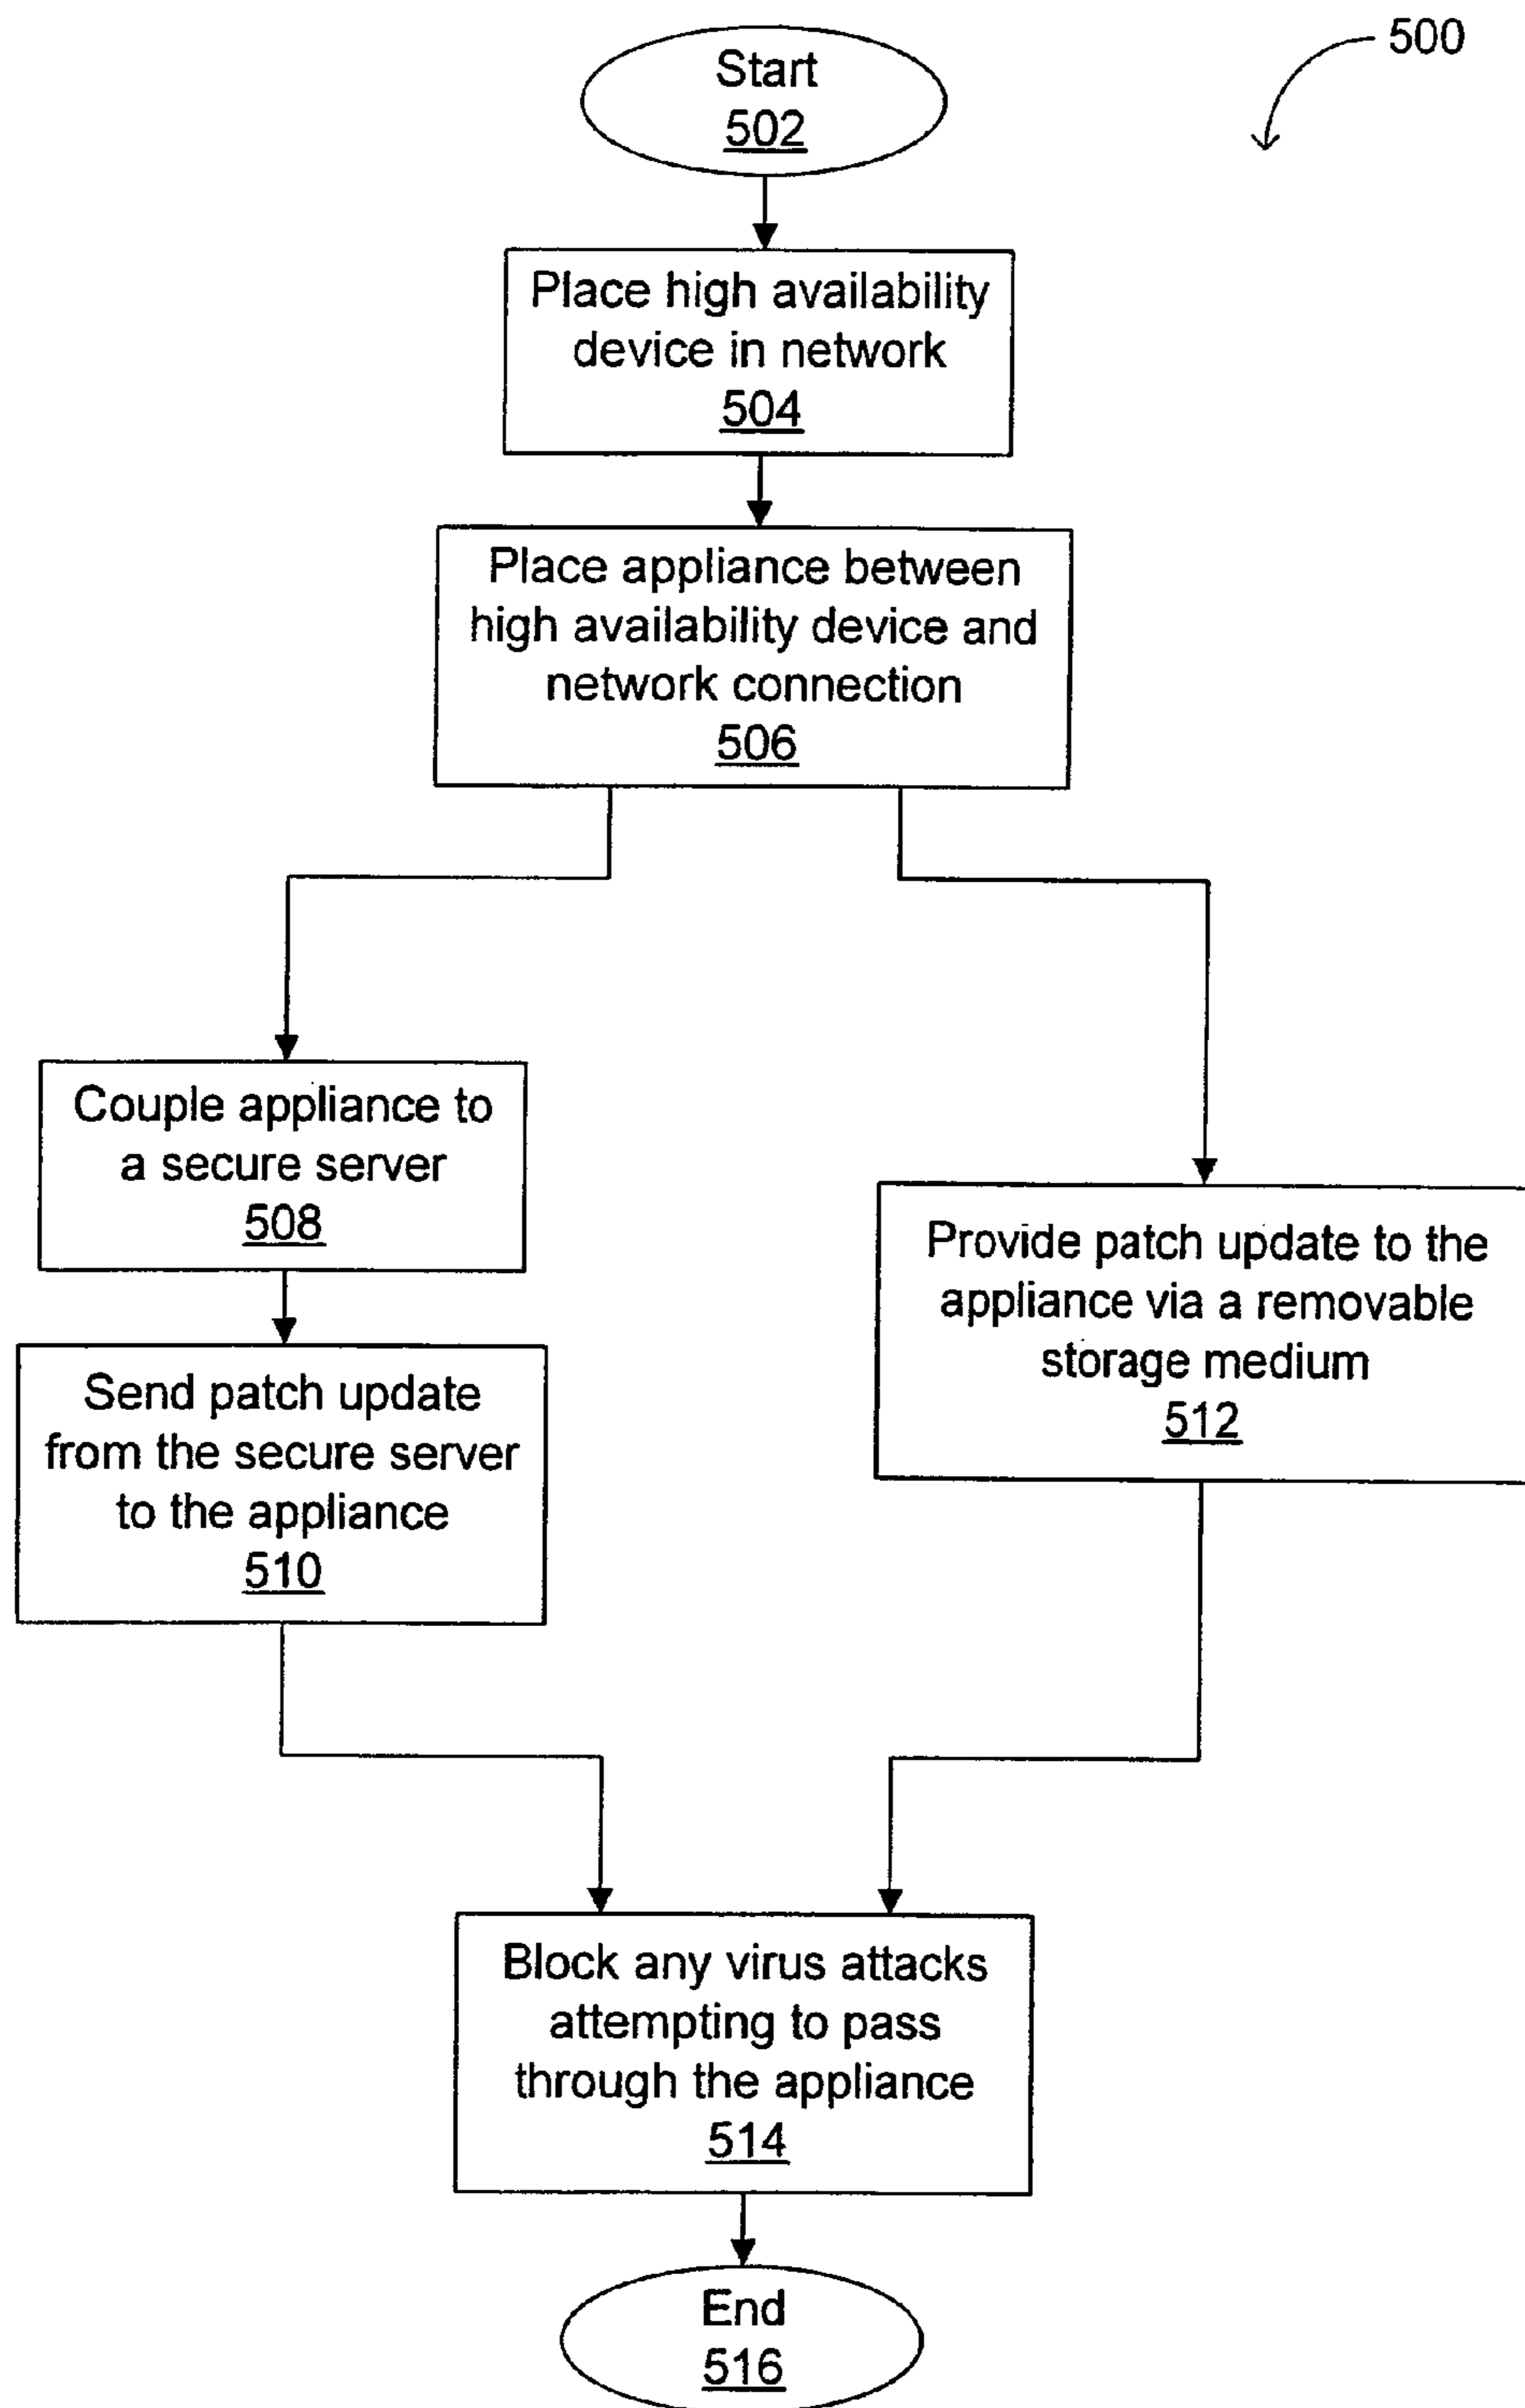 500
Start
502
Place high availability
device in network
504
Place appliance between
high availability device and
network connection
506
Couple appliance to
a secure server
508
Send patch update
from the secure server
to the appliance
510
Provide patch update to the
appliance via a removable
storage medium
512
Block any virus attacks
attempting to pass
through the appliance
514
End
516